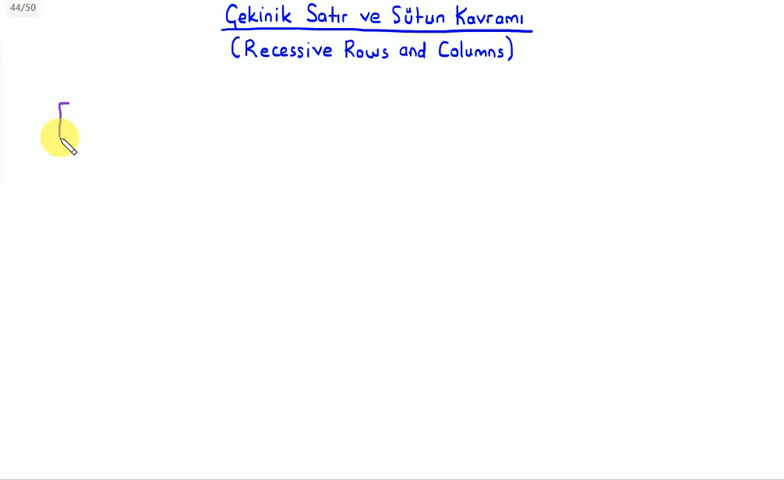 44/50
Çekinik Satır ve Sütun Kavramı
(Recessive Rows and Columns)